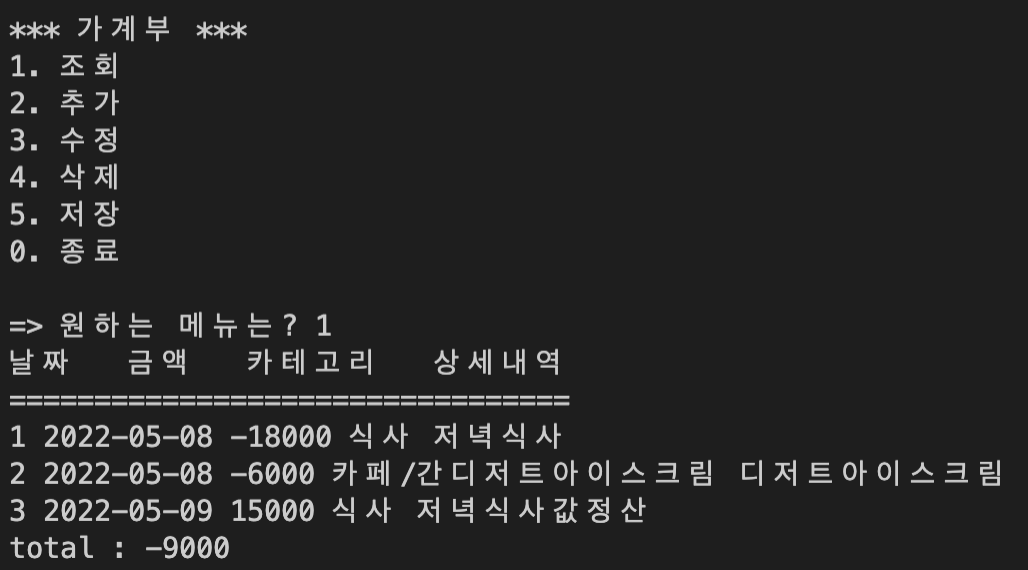 *** 가계부 ***
1. 조회
2. 추가
3. 수정
4. 삭제
5. 저장
0. 종료
=> 원하는 메뉴는? 1
날짜 금액 카테고리 상세내역
=================================
1 2022-05-08 -18000 식사 저녁식사
2 2022-05-08 -6000 카페/간디저트아이스크림 디저트아이스크림
3 2022-05-09 15000 식사 저녁식사값정산
total : -9000